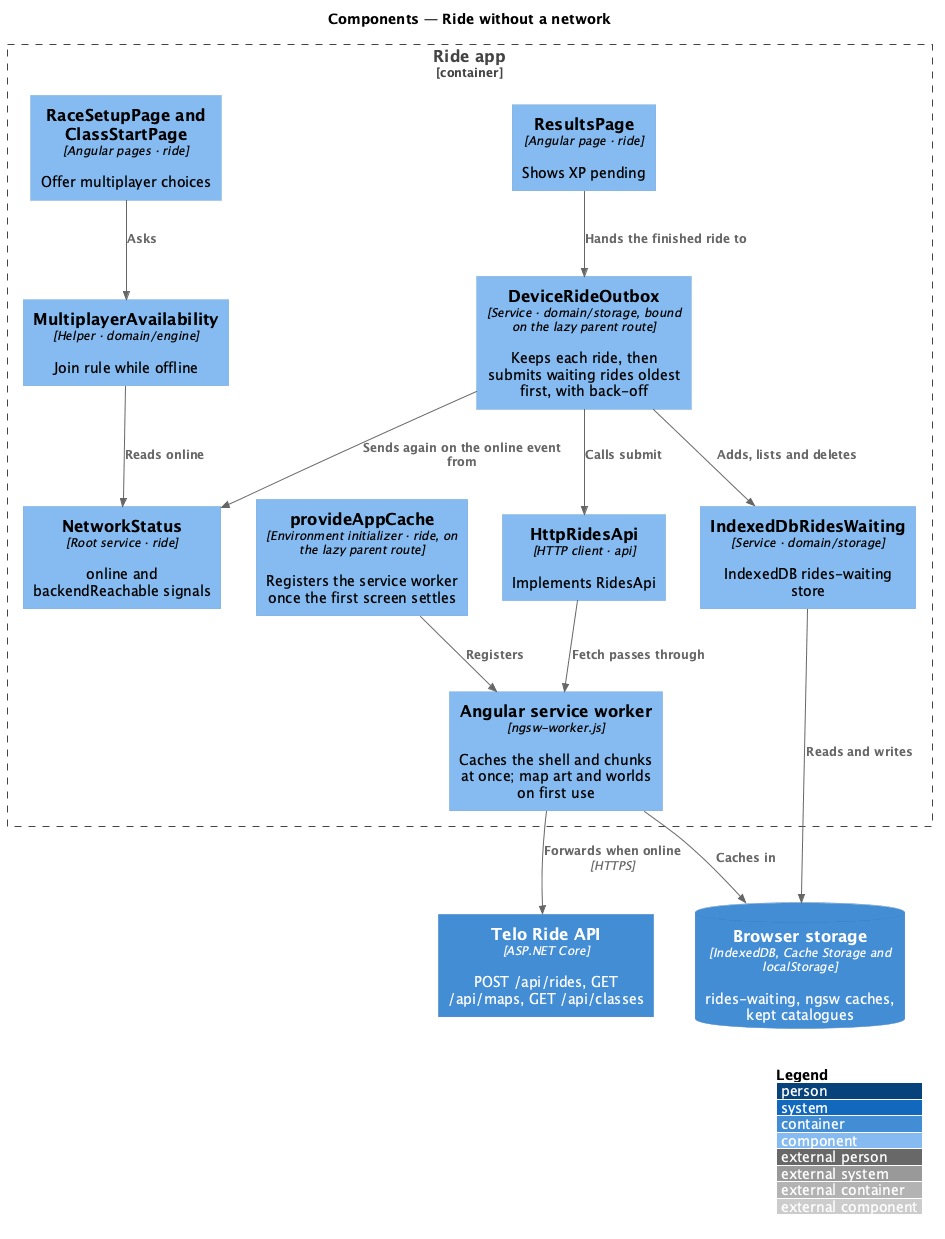 Components — Ride without a network
Ride app
[container]
RaceSetupPage and
ClassStartPage
[Angular pages · ride]
Offer multiplayer choices
ResultsPage
[Angular page · ride]
Shows XP pending
Asks
Hands the finished ride to
MultiplayerAvailability
[Helper · domain/engine]
Join rule while offline
DeviceRideOutbox
[Service · domain/storage, bound
on the lazy parent route]
Keeps each ride, then
submits waiting rides oldest
first, with back-off
Reads online
Sends again on the online event
from
Calls submit
Adds, lists and deletes
NetworkStatus
[Root service · ride]
online and
backendReachable signals
provideAppCache
[Environment initializer · ride, on
the lazy parent route]
Registers the service worker
once the first screen settles
HttpRidesApi
[HTTP client · api]
Implements RidesApi
IndexedDbRidesWaiting
[Service · domain/storage]
IndexedDB rides-waiting
store
Registers
Fetch passes through
Angular service worker
[ngsw-worker.js]
Caches the shell and chunks
at once; map art and worlds
on first use
Reads and writes
Forwards when online
[HTTPS]
Caches in
Telo Ride API
[ASP.NET Core]
POST /api/rides, GET
/api/maps, GET /api/classes
Browser storage
[IndexedDB, Cache Storage and
localStorage]
rides-waiting, ngsw caches,
kept catalogues
Legend
person
system
container
component
external person
external system
external container
external component